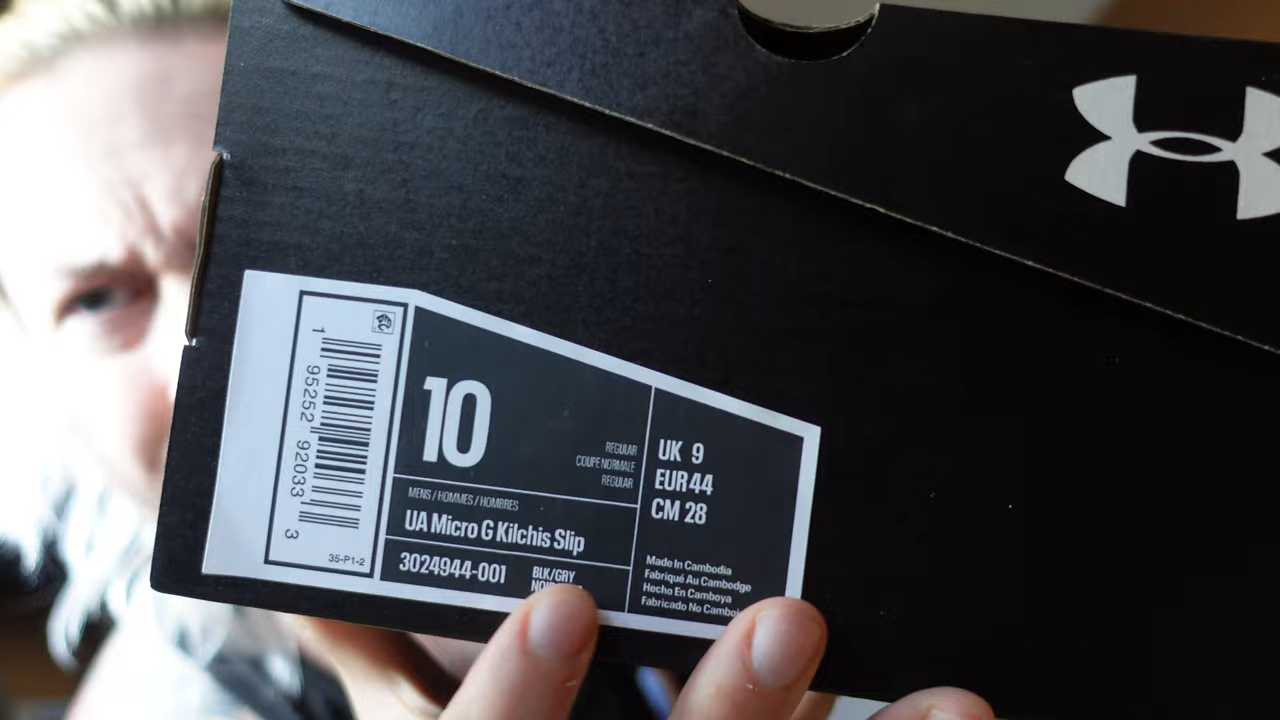 1 95252 92033 3
35-P1-2
10
REGULAR
COUPE NORMALE
REGULAR
MENS / HOMMES / HOMBRES
UA Micro G Kilchis Slip
3024944-001
BLK/GRY
UK 9
EUR 44
CM 28
Made In Cambodia
Fabriqué Au Cambodge
Hecho En Camboya
Fabricado No